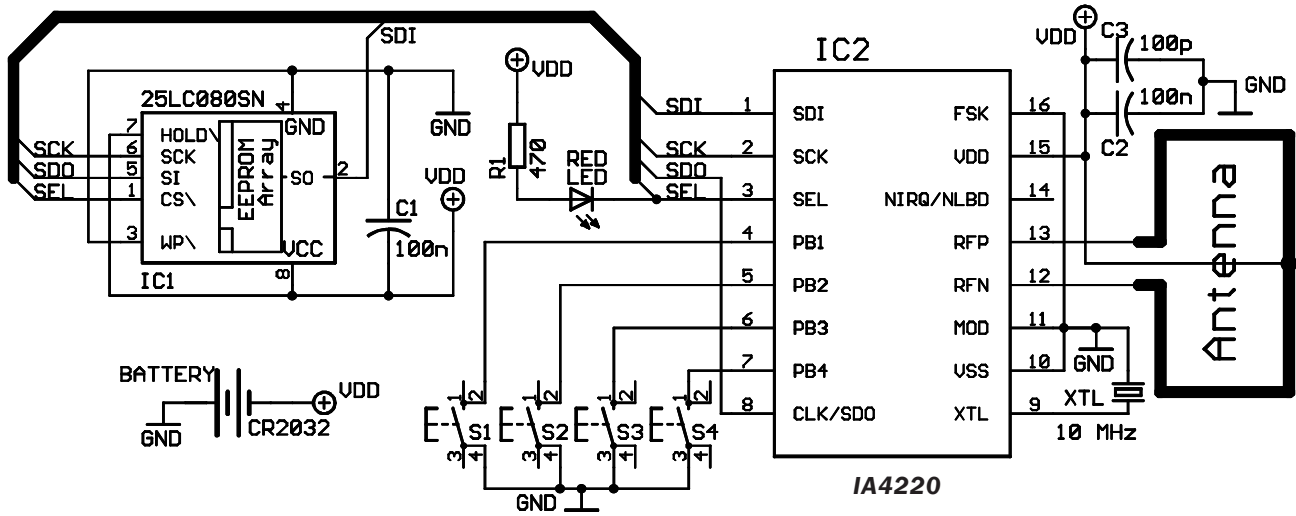 SDI
VDD
IC2
VDD
C3
100p
GND
100n
C2
25LC080SN
4
GND
GND
7
HOLD\
SCK
6
SCK
SDO
5
SI
SEL
1
CS\
3
WP\
EEPROM
Array
SO
2
VCC
8
IC1
C1
100n
VDD
R1
470
RED
LED
SDI
1
SDI
SCK
2
SCK
SDO
SEL
3
SEL
4
PB1
5
PB2
6
PB3
7
PB4
8
CLK/SDO
FSK
16
VDD
15
NIRQ/NLBD
14
RFP
13
RFN
12
MOD
11
VSS
10
XTL
9
GND
XTL
10 MHz
Antenna
BATTERY
VDD
GND
CR2032
1
2
S1
3
4
1
2
S2
3
4
1
2
S3
3
4
1
2
S4
3
4
GND
IA4220